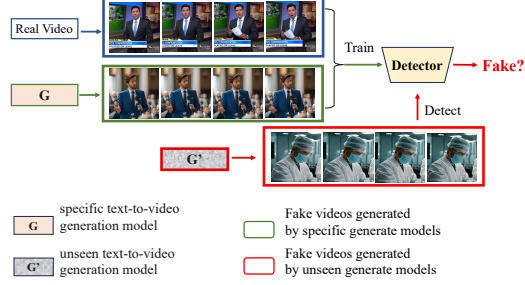 Real Video
Train
Detector
Fake?
G
Detect
G'
G
specific text-to-video
generation model
Fake videos generated
by specific generate models
G'
unseen text-to-video
generation model
Fake videos generated
by unseen generate models